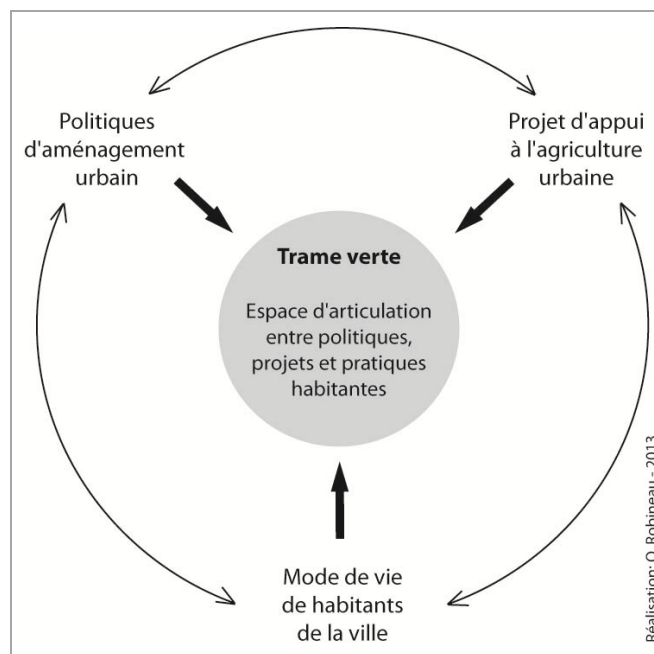 Politiques
d'aménagement
urbain
Projet d'appui
à l'agriculture
urbaine
Trame verte
Espace d'articulation
entre politiques,
projets et pratiques
habitantes
Mode de vie
de habitants
de la ville
Réalisation: O. Robineau - 2013